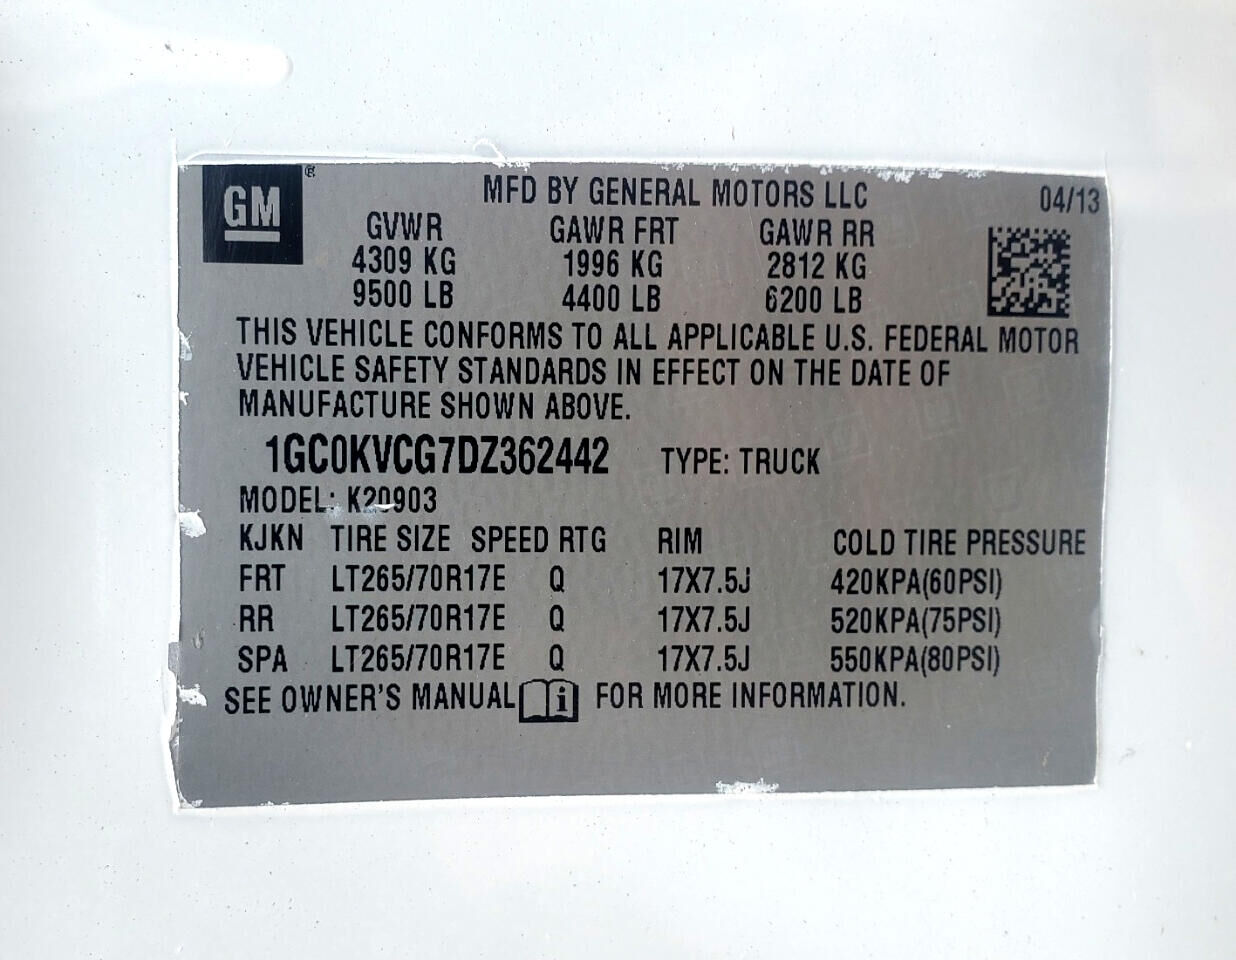 GM ® MFD BY GENERAL MOTORS LLC 04/13
GVWR GAWR FRT GAWR RR
4309 KG 1996 KG 2812 KG
9500 LB 4400 LB 6200 LB
THIS VEHICLE CONFORMS TO ALL APPLICABLE U.S. FEDERAL MOTOR
VEHICLE SAFETY STANDARDS IN EFFECT ON THE DATE OF
MANUFACTURE SHOWN ABOVE.
1GC0KVCG7DZ362442 TYPE: TRUCK
MODEL: K20903
KJKN TIRE SIZE SPEED RTG RIM COLD TIRE PRESSURE
FRT LT265/70R17E Q 17X7.5J 420KPA(60PSI)
RR LT265/70R17E Q 17X7.5J 520KPA(75PSI)
SPA LT265/70R17E Q 17X7.5J 550KPA(80PSI)
SEE OWNER'S MANUAL i FOR MORE INFORMATION.